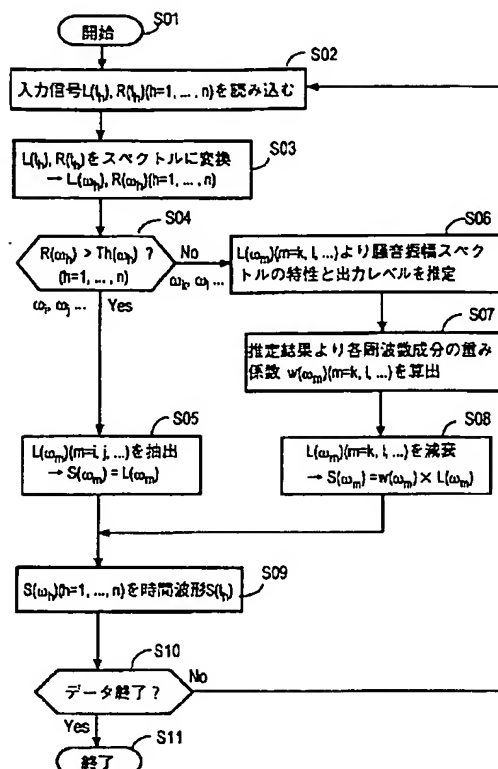 開始
S01
S02
入力信号L(tₕ), R(tₕ){h=1, ..., n}を読み込む
S03
L(tₕ), R(tₕ)をスペクトルに変換
→ L(ωₕ), R(ωₕ){h=1, ..., n}
S04
R(ωₕ) > Th(ωₕ) ?
{h=1, ..., n}
No
ωₖ, ωₗ ...
ωᵢ, ωⱼ ...
Yes
S06
L(ωₘ){m=k, l, ...}より騒音振幅スペク
トルの特性と出力レベルを推定
S07
推定結果より各周波数成分の重み
係数 w(ωₘ){m=k, l, ...}を算出
S05
L(ωₘ){m=i, j, ...}を抽出
→ S(ωₘ) = L(ωₘ)
S08
L(ωₘ){m=k, l, ...}を減衰
→ S(ωₘ) = w(ωₘ) × L(ωₘ)
S09
S(ωₕ){h=1, ..., n}を時間波形S(tₕ)
S10
データ終了 ?
No
Yes
S11
終了